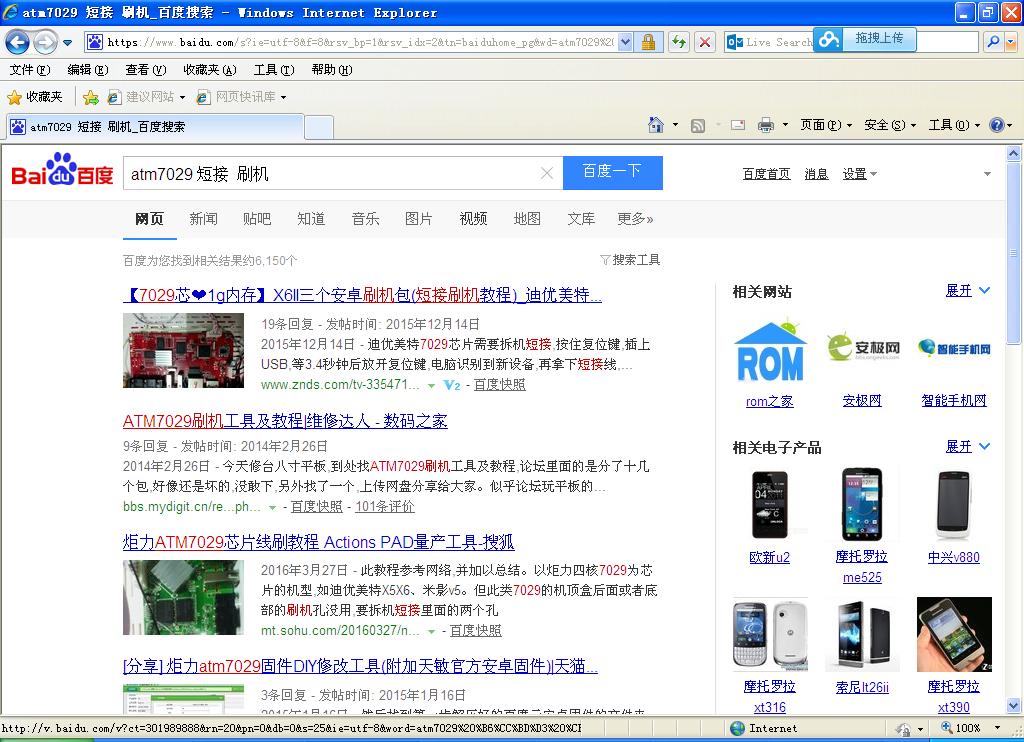 atm7029 短接 刷机_百度搜索 - Windows Internet Explorer
https://www.baidu.com/s?ie=utf-8&f=8&rsv_bp=1&rsv_idx=2&tn=baiduhome_pg&wd=atm7029%20
Live Search
拖拽上传
文件(F) 编辑(E) 查看(V) 收藏夹(A) 工具(T) 帮助(H)
收藏夹 建议网站 网页快讯库
atm7029 短接 刷机_百度搜索
页面(P) 安全(S) 工具(O)
Bai du 百度
atm7029 短接 刷机
百度一下
百度首页 消息 设置
网页 新闻 贴吧 知道 音乐 图片 视频 地图 文库 更多»
百度为您找到相关结果约6,150个
搜索工具
【7029芯❤1g内存】X6II三个安卓刷机包(短接刷机教程)_迪优美特...
19条回复 - 发帖时间: 2015年12月14日
2015年12月14日 - 迪优美特7029芯片需要拆机短接,按住复位键,插上
USB,等3.4秒钟后放开复位键,电脑识别到新设备,再拿下短接线,...
www.znds.com/tv-335471... V2 - 百度快照
ATM7029刷机工具及教程|维修达人 - 数码之家
9条回复 - 发帖时间: 2014年2月26日
2014年2月26日 - 今天修台八寸平板,到处找ATM7029刷机工具及教程,论坛里面的是分了十几
个包,好像还是坏的,没敢下,另外找了一个,上传网盘分享给大家。似乎论坛玩平板的...
bbs.mydigit.cn/re...ph... - 百度快照 - 101条评价
炬力ATM7029芯片线刷教程 Actions PAD量产工具-搜狐
2016年3月27日 - 此教程参考网络,并加以总结。以炬力四核7029为芯
片的机型,如迪优美特X5X6、米影v5。但此类7029的机顶盒后面或者底
部的刷机孔没用,要拆机短接里面的两个孔
mt.sohu.com/20160327/n... - 百度快照
[分享] 炬力atm7029固件DIY修改工具(附加天敏官方安卓固件)|天猫...
3条回复 - 发帖时间: 2015年1月16日
相关网站
展开
ROM
安极网
bbs.ongeeks.com
智能手机网
rom之家 安极网 智能手机网
相关电子产品
展开
欧新u2
摩托罗拉
me525
中兴v880
摩托罗拉
xt316
索尼lt26ii
摩托罗拉
xt390
http://v.baidu.com/v?ct=301989888&rn=20&pn=0&db=0&s=25&ie=utf-8&word=atm7029%20%B6%CC%BD%D3%20%CE
Internet
100%